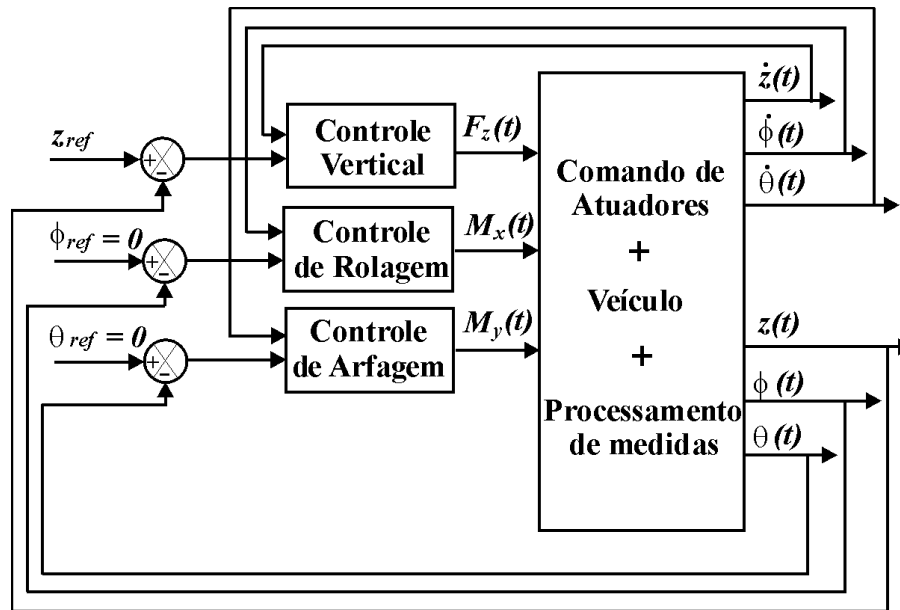 ż(t)
z_ref
+
-
Controle
Vertical
F_z(t)
φ̇(t)
Comando de
Atuadores
+
Veículo
+
Processamento
de medidas
θ̇(t)
ϕ_ref = 0
+
-
Controle
de Rolagem
M_x(t)
θ_ref = 0
+
-
Controle
de Arfagem
M_y(t)
z(t)
ϕ(t)
θ(t)